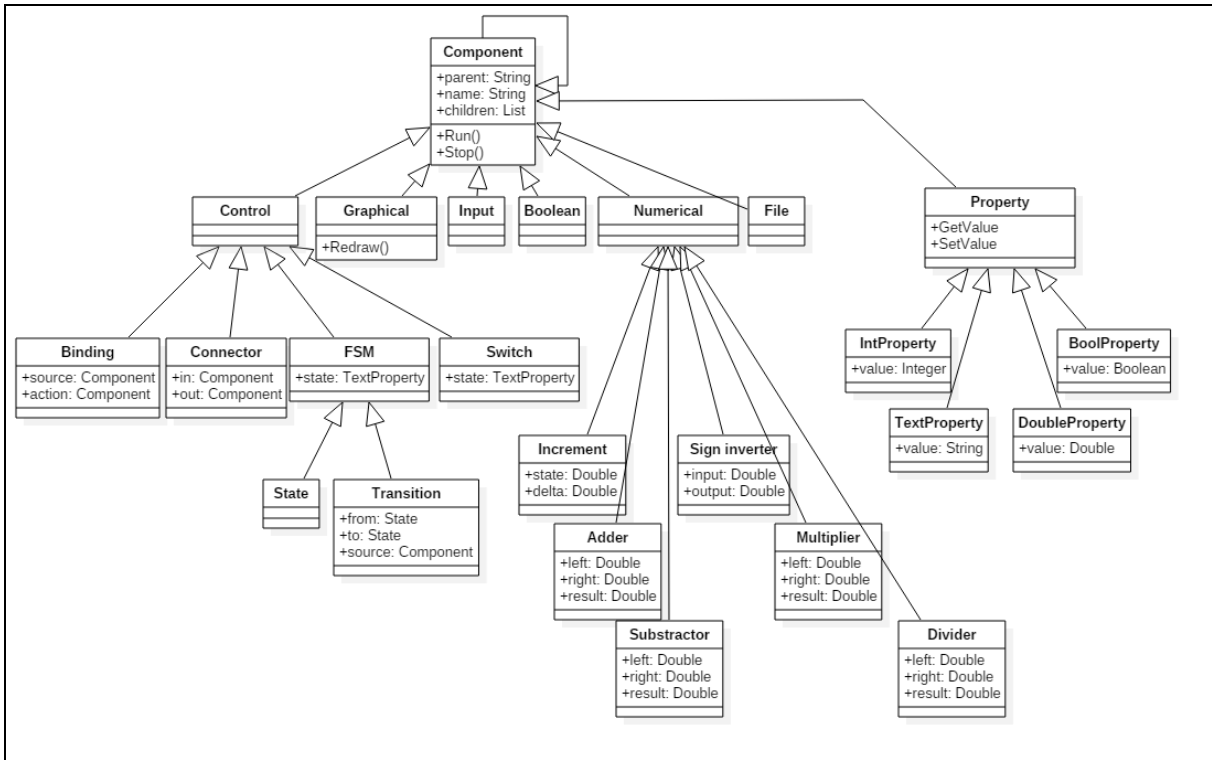 Component
+parent: String
+name: String
+children: List
+Run()
+Stop()
Control
Graphical
+Redraw()
Input
Boolean
Numerical
File
Property
+GetValue
+SetValue
Binding
+source: Component
+action: Component
Connector
+in: Component
+out: Component
FSM
+state: TextProperty
Switch
+state: TextProperty
IntProperty
+value: Integer
BoolProperty
+value: Boolean
TextProperty
+value: String
DoubleProperty
+value: Double
State
Transition
+from: State
+to: State
+source: Component
Increment
+state: Double
+delta: Double
Sign inverter
+input: Double
+output: Double
Adder
+left: Double
+right: Double
+result: Double
Multiplier
+left: Double
+right: Double
+result: Double
Substractor
+left: Double
+right: Double
+result: Double
Divider
+left: Double
+right: Double
+result: Double